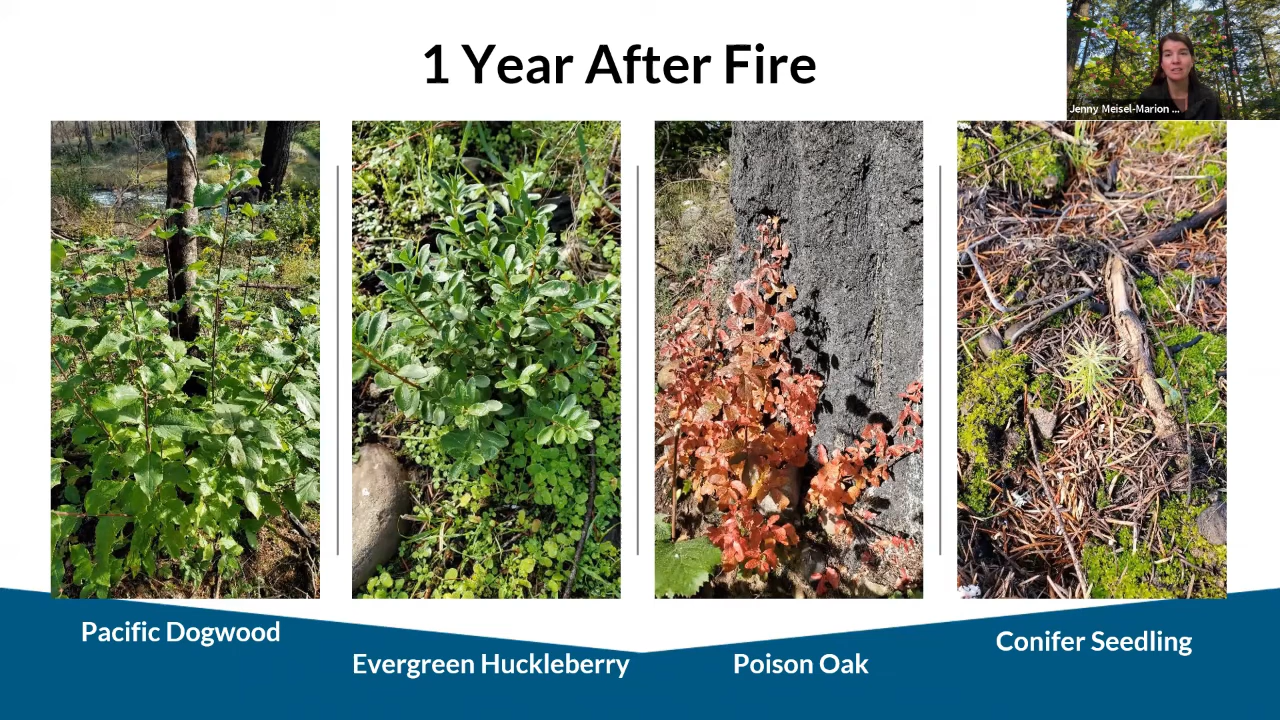 1 Year After Fire
Jenny Meisel-Marion ...
Pacific Dogwood
Evergreen Huckleberry
Poison Oak
Conifer Seedling